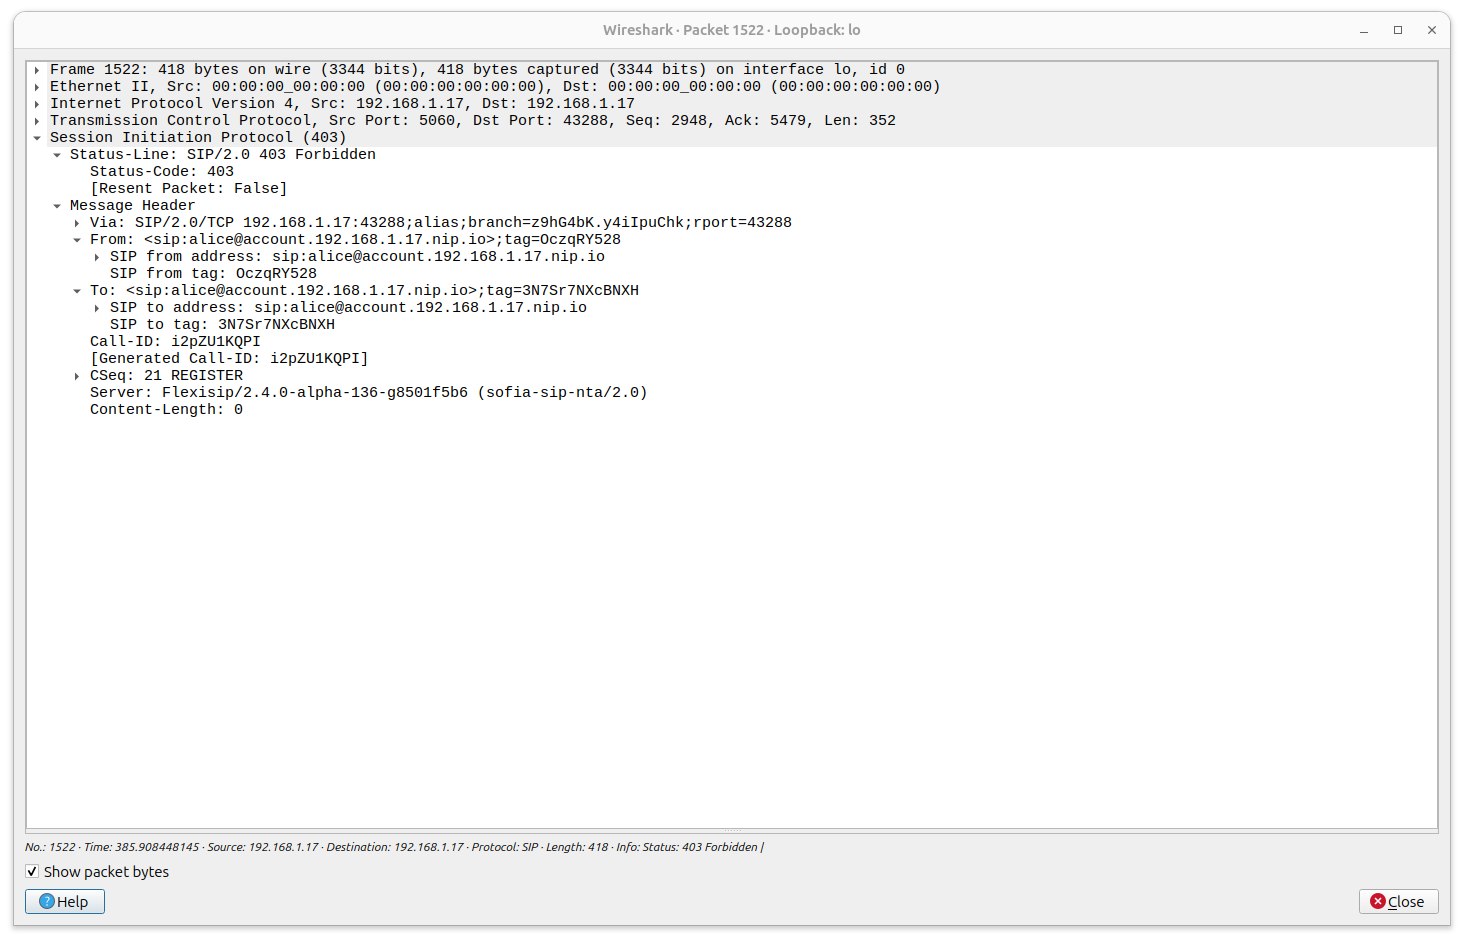 Wireshark · Packet 1522 · Loopback: lo
Frame 1522: 418 bytes on wire (3344 bits), 418 bytes captured (3344 bits) on interface lo, id 0
Ethernet II, Src: 00:00:00_00:00:00 (00:00:00:00:00:00), Dst: 00:00:00_00:00:00 (00:00:00:00:00:00)
Internet Protocol Version 4, Src: 192.168.1.17, Dst: 192.168.1.17
Transmission Control Protocol, Src Port: 5060, Dst Port: 43288, Seq: 2948, Ack: 5479, Len: 352
Session Initiation Protocol (403)
Status-Line: SIP/2.0 403 Forbidden
Status-Code: 403
[Resent Packet: False]
Message Header
Via: SIP/2.0/TCP 192.168.1.17:43288;alias;branch=z9hG4bK.y4iIpuChk;rport=43288
From: <sip:alice@account.192.168.1.17.nip.io>;tag=OczqRY528
SIP from address: sip:alice@account.192.168.1.17.nip.io
SIP from tag: OczqRY528
To: <sip:alice@account.192.168.1.17.nip.io>;tag=3N7Sr7NXcBNXH
SIP to address: sip:alice@account.192.168.1.17.nip.io
SIP to tag: 3N7Sr7NXcBNXH
Call-ID: i2pZU1KQPI
[Generated Call-ID: i2pZU1KQPI]
CSeq: 21 REGISTER
Server: Flexisip/2.4.0-alpha-136-g8501f5b6 (sofia-sip-nta/2.0)
Content-Length: 0
No.: 1522 · Time: 385.908448145 · Source: 192.168.1.17 · Destination: 192.168.1.17 · Protocol: SIP · Length: 418 · Info: Status: 403 Forbidden |
Show packet bytes
Help
Close